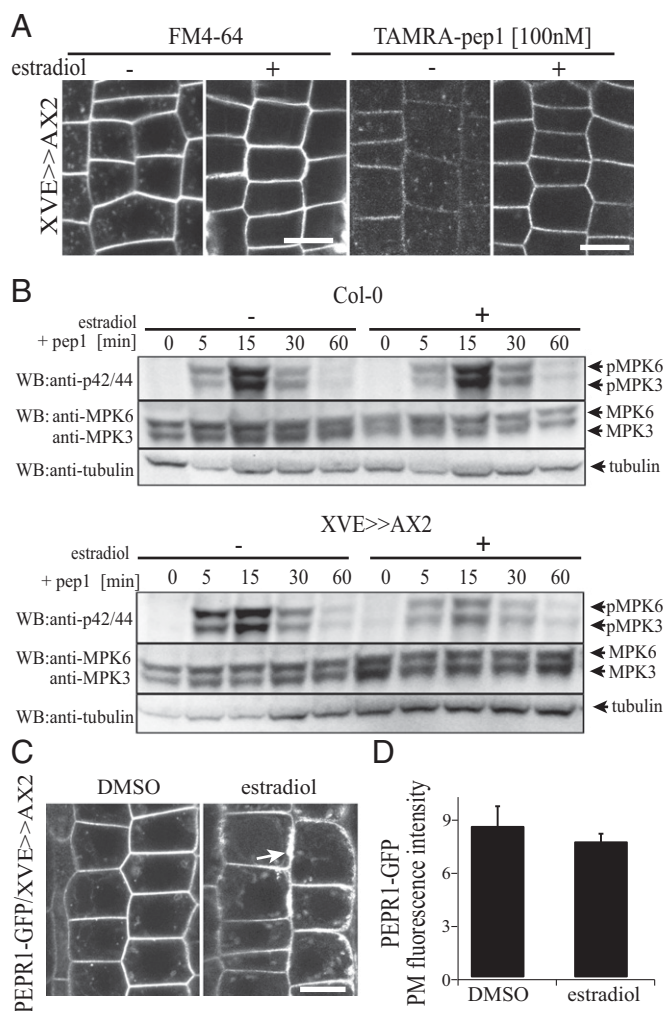 A
FM4-64 TAMRA-pep1 [100nM]
estradiol - + - +
XVE>>AX2
B
Col-0
estradiol - +
+ pep1 [min] 0 5 15 30 60 0 5 15 30 60
WB:anti-p42/44 pMPK6
pMPK3
WB: anti-MPK6 MPK6
anti-MPK3 MPK3
WB:anti-tubulin tubulin
XVE>>AX2
estradiol - +
+ pep1 [min] 0 5 15 30 60 0 5 15 30 60
WB:anti-p42/44 pMPK6
pMPK3
WB:anti-MPK6 MPK6
anti-MPK3 MPK3
WB:anti-tubulin tubulin
C
DMSO estradiol
PEPR1-GFP/XVE>>AX2
D
PEPR1-GFP
PM fluorescence intensity
9
6
3
0
DMSO estradiol